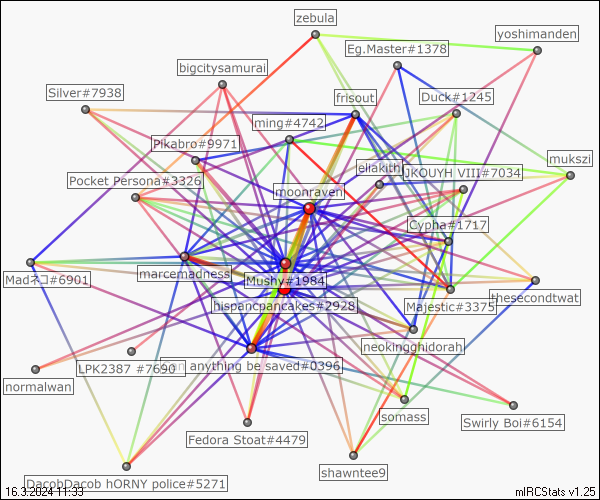 zebula
yoshimanden
Eg.Master#1378
bigcitysamurai
Silver#7938
frisout
Duck#1245
ming#4742
Pikabro#9971
mukszi
eliakith
JKOUYH VIII#7034
Pocket Persona#3326
moonraven
Cypha#1717
marcemadness
Madネコ#6901
Mushy#1984
thesecondtwat
hispancpancakes#2928
Majestic#3375
neokingghidorah
LPK2387 #7690
anything be saved#0396
normalwan
somass
Swirly Boi#6154
Fedora Stoat#4479
shawntee9
DacobDacob hORNY police#5271
16.3.2024 11:33
mIRCStats v1.25